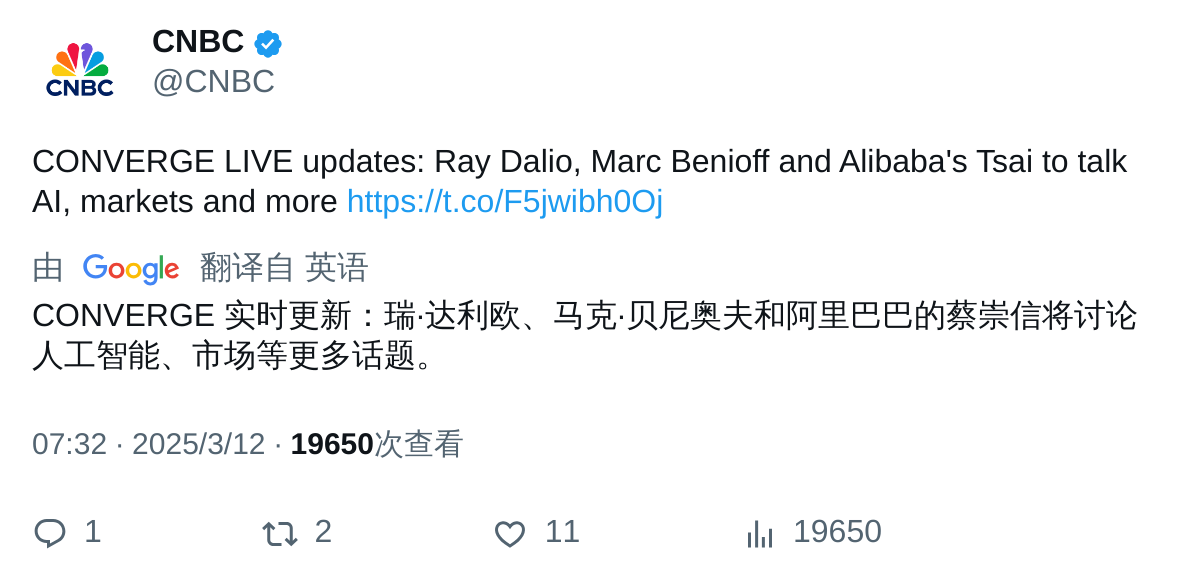 CNBC
@CNBC
CNBC
CONVERGE LIVE updates: Ray Dalio, Marc Benioff and Alibaba's Tsai to talk
AI, markets and more https://t.co/F5jwibh0Oj
由 Google 翻译自 英语
CONVERGE 实时更新：瑞·达利欧、马克·贝尼奥夫和阿里巴巴的蔡崇信将讨论
人工智能、市场等更多话题。
07:32 · 2025/3/12 · 19650次查看
1 2 11 19650